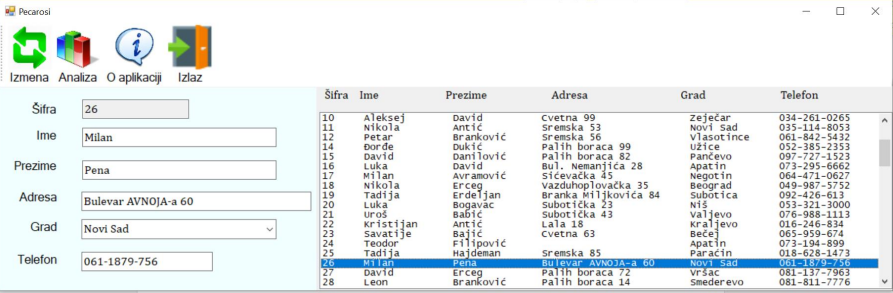 Pecarosi
Izmena Analiza O aplikaciji Izlaz
Šifra 26
Ime Milan
Prezime Pena
Adresa Bulevar AVNOJA-a 60
Grad Novi Sad
Telefon 061-1879-756
Šifra Ime Prezime Adresa Grad Telefon
10 Aleksej David Cvetna 99 Zeječar 034-261-0265
11 Nikola Antić Sremska 53 Novi Sad 035-114-8053
12 Petar Branković Sremska 56 Vlasotince 061-842-5432
14 Đorđe Dukić Palih boraca 99 Užice 052-385-2353
15 David Danilović Palih boraca 82 Pančevo 097-727-1523
16 Luka David Bul. Nemanjića 28 Apatin 073-295-6662
17 Milan Avramović Sićevačka 45 Negotin 064-471-0627
18 Nikola Erceg Vazduhoplovačka 35 Beograd 049-987-5752
19 Tadija Erdeljan Branka Miljkovića 84 Subotica 092-426-613
20 Luka Bogavac Subotička 23 Niš 053-321-3000
21 Uroš Babić Subotička 43 Valjevo 076-988-1113
22 Kristijan Antić Lala 18 Kraljevo 016-246-834
23 Savatije Bajić Cvetna 63 Bečej 065-959-674
24 Teodor Filipović Apatin 073-194-899
25 Tadija Hajdeman Sremska 85 Paraćin 018-628-1473
26 Milan Pena Bulevar AVNOJA-a 60 Novi Sad 061-1879-756
27 David Erceg Palih boraca 72 Vršac 081-137-7963
28 Leon Branković Palih boraca 14 Smederevo 081-811-7776